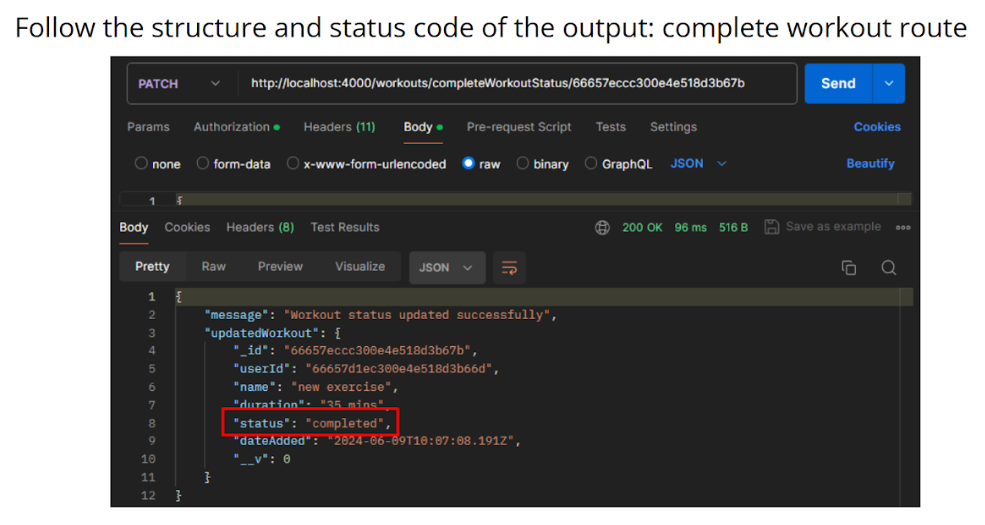 Follow the structure and status code of the output: complete workout route
PATCH http://localhost:4000/workouts/completeWorkoutStatus/66657eccc300e4e518d3b67b Send
Params Authorization Headers (11) Body Pre-request Script Tests Settings Cookies
none form-data x-www-form-urlencoded raw binary GraphQL JSON Beautify
1 {
Body Cookies Headers (8) Test Results 200 OK 96 ms 516 B Save as example
Pretty Raw Preview Visualize JSON
1 {
2 "message": "Workout status updated successfully",
3 "updatedWorkout": {
4 "_id": "66657eccc300e4e518d3b67b",
5 "userId": "66657d1ec300e4e518d3b66d",
6 "name": "new exercise",
7 "duration": "35 mins",
8 "status": "completed",
9 "dateAdded": "2024-06-09T10:07:08.191Z",
10 "__v": 0
11 }
12 }